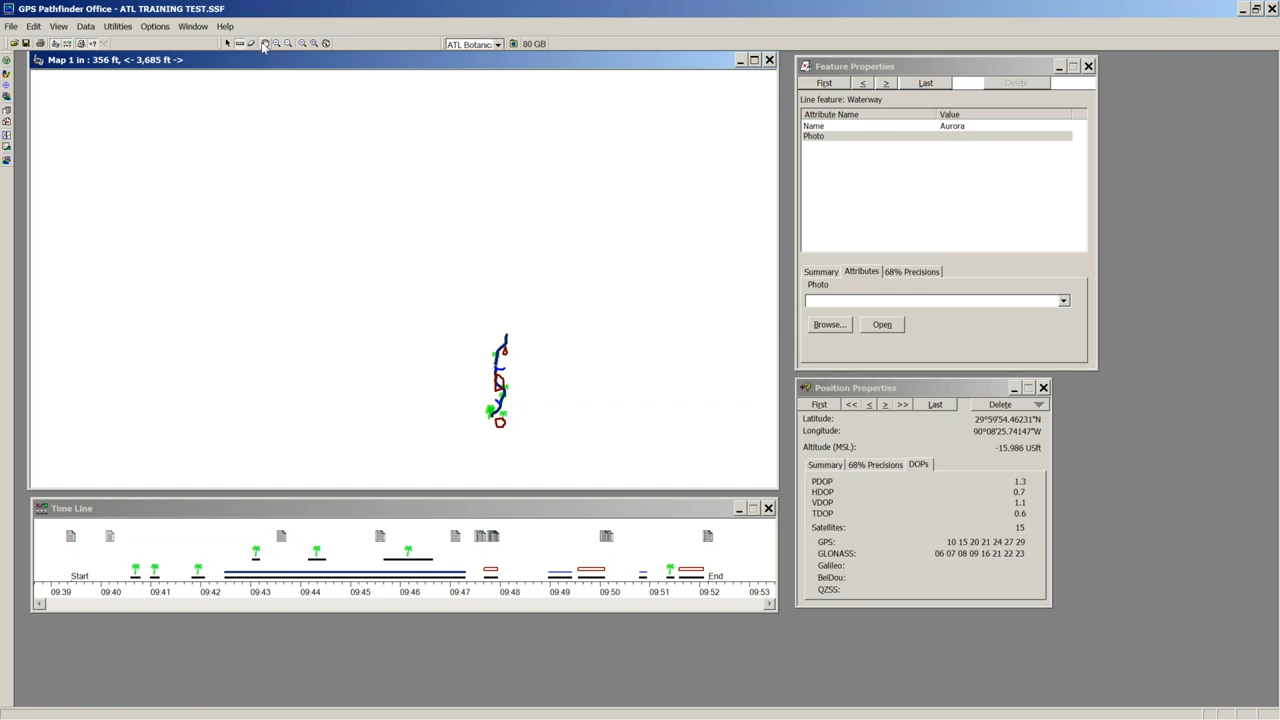 GPS Pathfinder Office - ATL TRAINING TEST.SSF
File Edit View Data Utilities Options Window Help
ATL Botanic 80 GB
Map 1 in : 356 ft, <- 3,685 ft ->
Feature Properties
First < > Last Delete
Line feature: Waterway
Attribute Name Value
Name Aurora
Photo
Summary Attributes 68% Precisions
Photo
Browse... Open
Position Properties
First << < > >> Last Delete
Latitude: 29°59'54.46231"N
Longitude: 90°08'25.74147"W
Altitude (MSL): -15.986 USft
Summary 68% Precisions DOPs
PDOP 1.3
HDOP 0.7
VDOP 1.1
TDOP 0.6
Satellites: 15
GPS: 10 15 20 21 24 27 29
GLONASS: 06 07 08 09 16 21 22 23
Galileo:
BeiDou:
QZSS:
Time Line
Start End
09:39 09:40 09:41 09:42 09:43 09:44 09:45 09:46 09:47 09:48 09:49 09:50 09:51 09:52 09:53